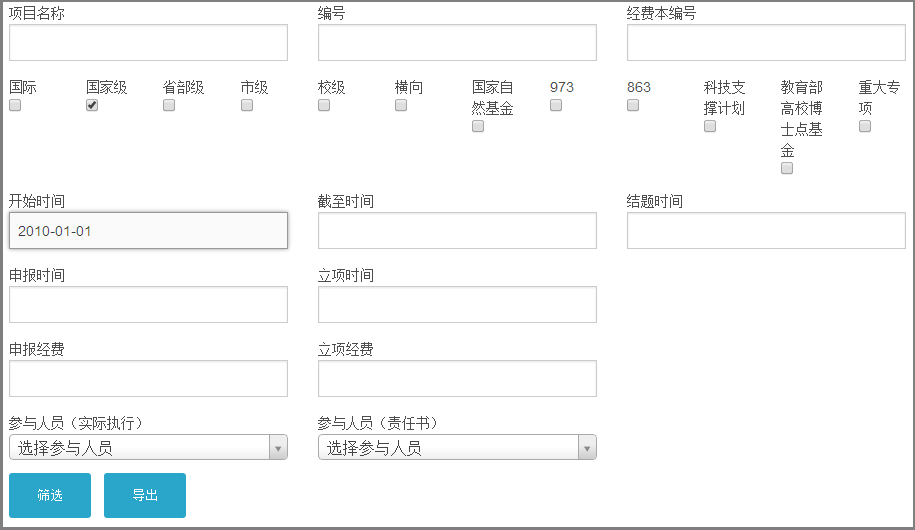 项目名称 编号 经费本编号
国际 国家级 省部级 市级 校级 横向 国家自 973 863 科技支 教育部 重大专
然基金 撑计划 高校博 项
士点基
金
开始时间 截至时间 结题时间
2010-01-01
申报时间 立项时间
申报经费 立项经费
参与人员（实际执行） 参与人员（责任书）
选择参与人员 选择参与人员
筛选 导出